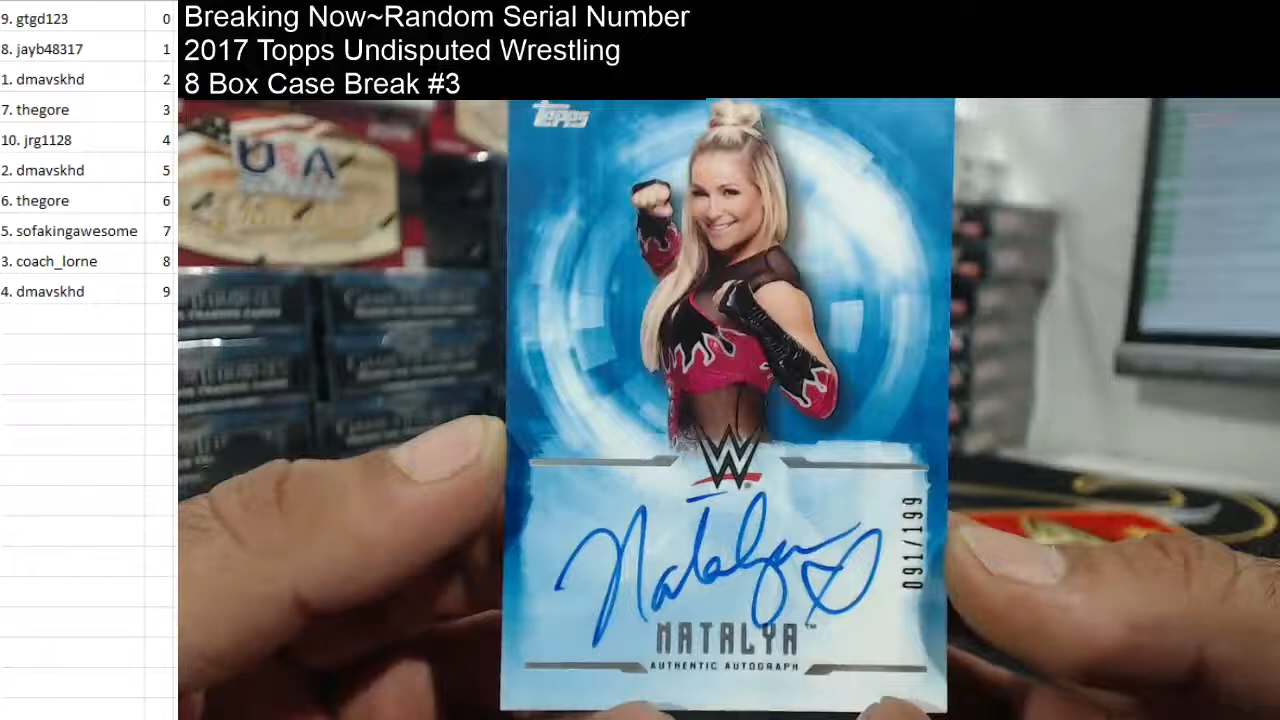 9. gtgd123 0
8. jayb48317 1
1. dmavskhd 2
7. thegore 3
10. jrg1128 4
2. dmavskhd 5
6. thegore 6
5. sofakingawesome 7
3. coach_lorne 8
4. dmavskhd 9
Breaking Now~Random Serial Number
2017 Topps Undisputed Wrestling
8 Box Case Break #3
USA
Topps
W
Natalya
091/199
NATALYA™
AUTHENTIC AUTOGRAPH